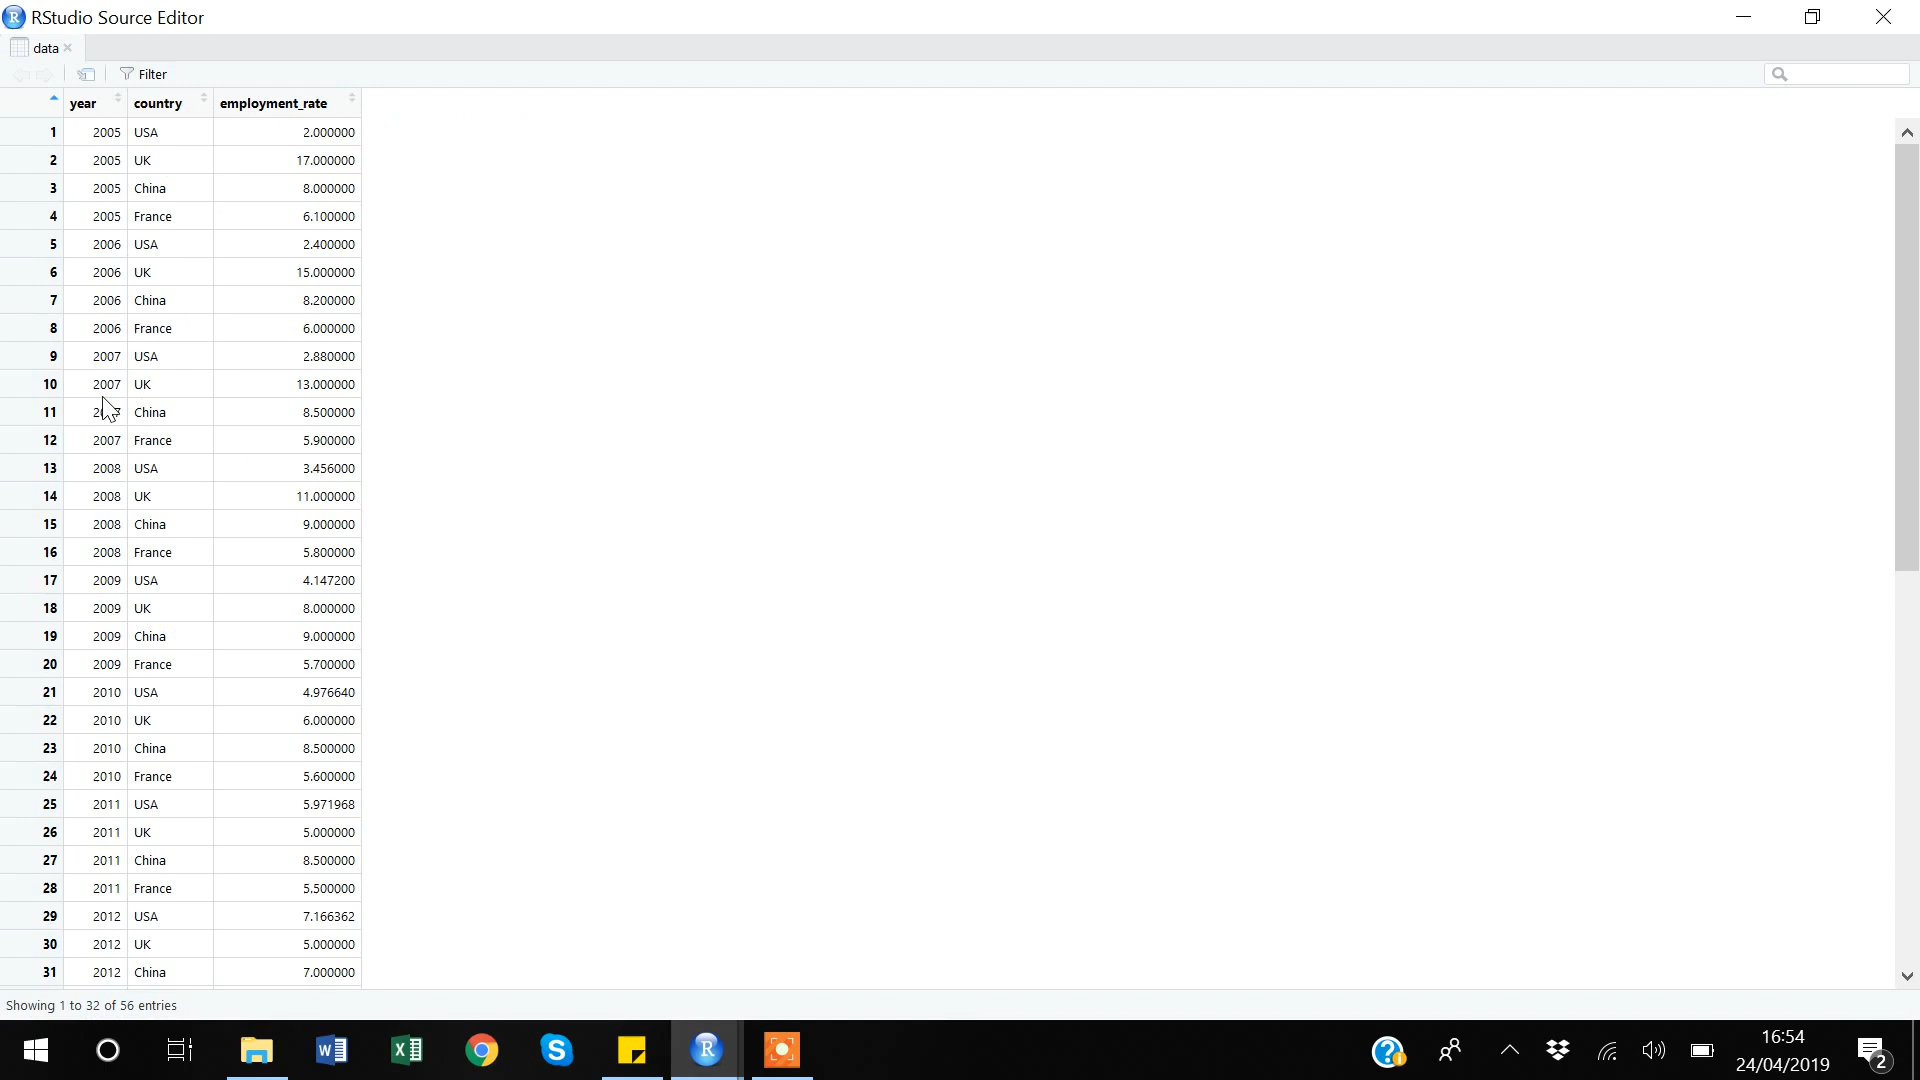 RStudio Source Editor
data
Filter
year country employment_rate
1 2005 USA 2.000000
2 2005 UK 17.000000
3 2005 China 8.000000
4 2005 France 6.100000
5 2006 USA 2.400000
6 2006 UK 15.000000
7 2006 China 8.200000
8 2006 France 6.000000
9 2007 USA 2.880000
10 2007 UK 13.000000
11 China 8.500000
12 2007 France 5.900000
13 2008 USA 3.456000
14 2008 UK 11.000000
15 2008 China 9.000000
16 2008 France 5.800000
17 2009 USA 4.147200
18 2009 UK 8.000000
19 2009 China 9.000000
20 2009 France 5.700000
21 2010 USA 4.976640
22 2010 UK 6.000000
23 2010 China 8.500000
24 2010 France 5.600000
25 2011 USA 5.971968
26 2011 UK 5.000000
27 2011 China 8.500000
28 2011 France 5.500000
29 2012 USA 7.166362
30 2012 UK 5.000000
31 2012 China 7.000000
Showing 1 to 32 of 56 entries
16:54
24/04/2019
2